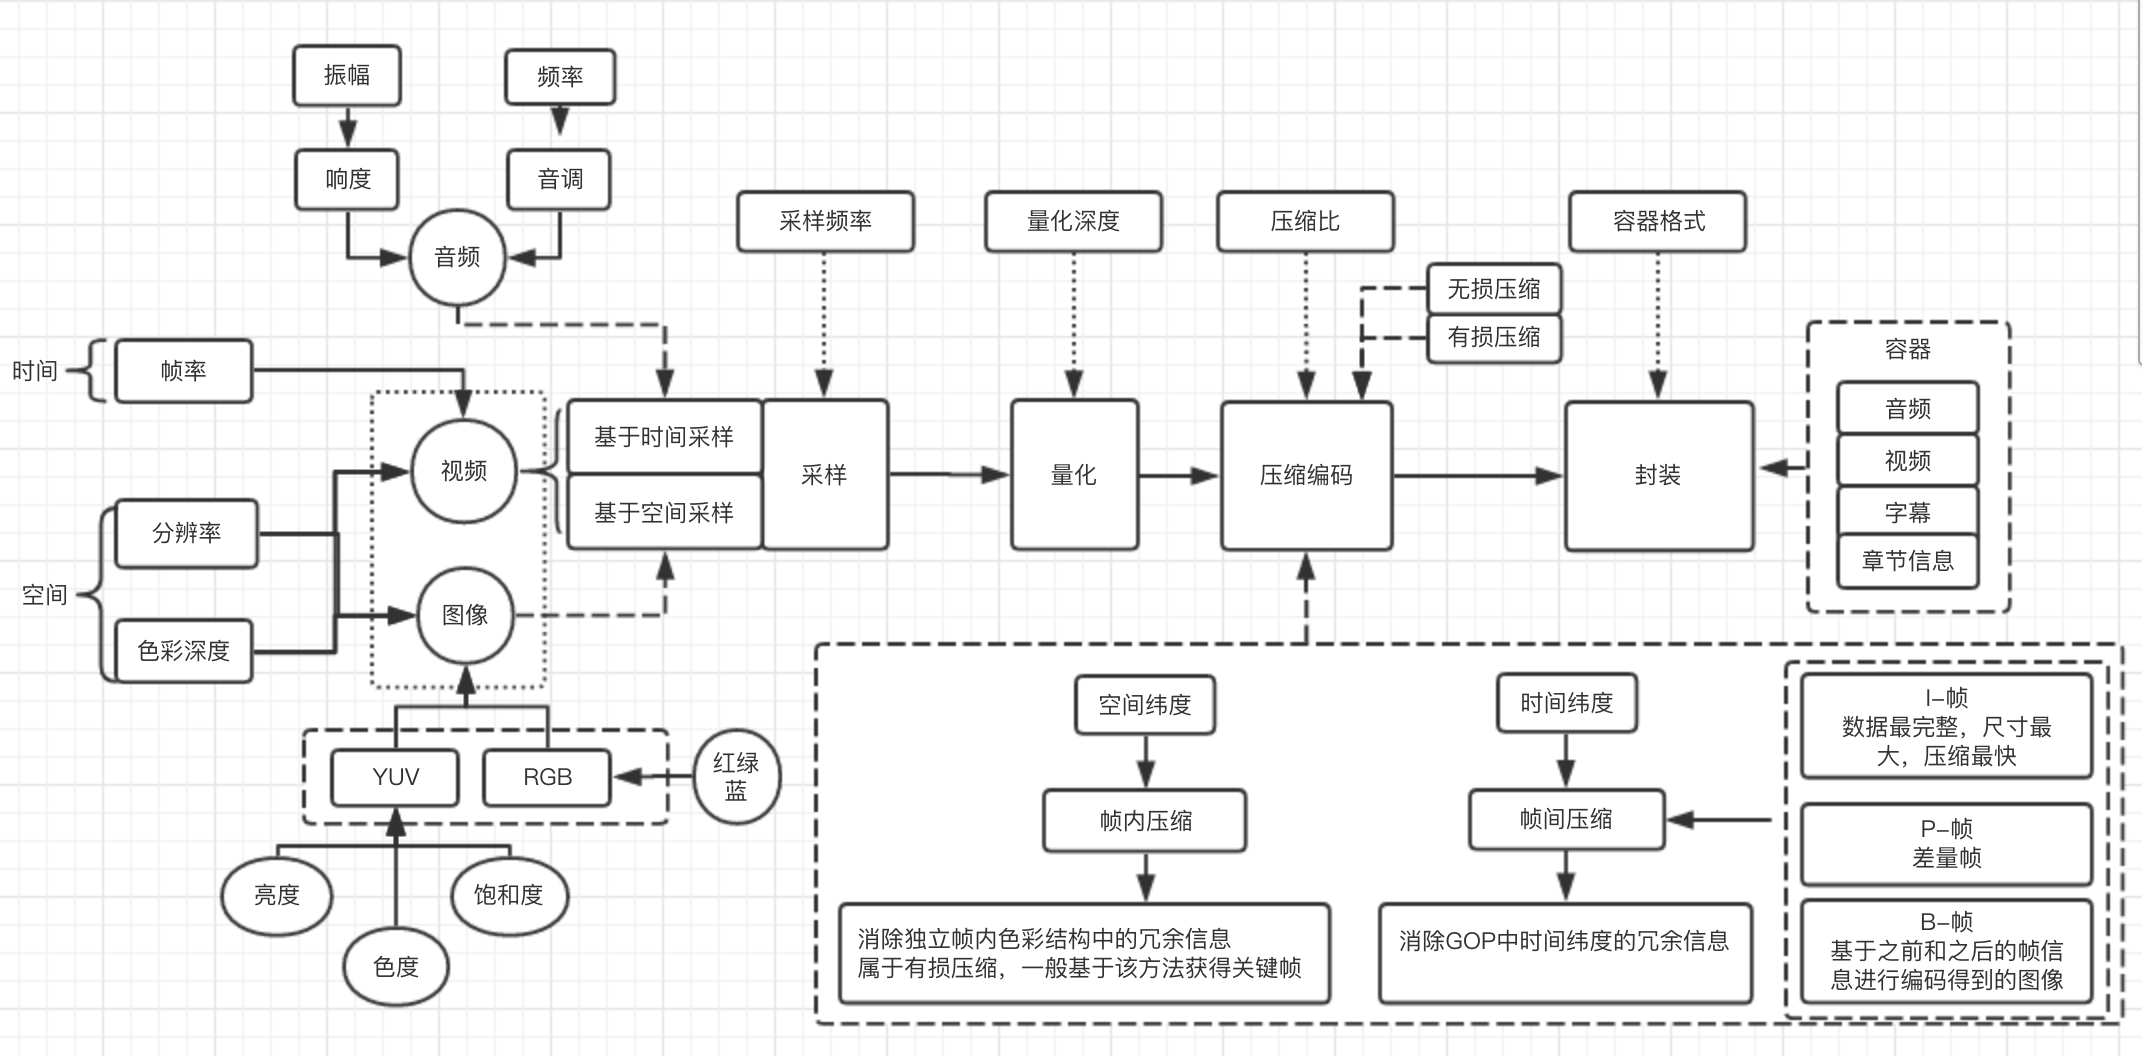 振幅
频率
响度
音调
音频
采样频率
量化深度
压缩比
容器格式
无损压缩
有损压缩
时间
帧率
视频
基于时间采样
基于空间采样
采样
量化
压缩编码
封装
容器
音频
视频
字幕
章节信息
空间
分辨率
色彩深度
图像
YUV
RGB
红绿
蓝
亮度
色度
饱和度
空间纬度
帧内压缩
消除独立帧内色彩结构中的冗余信息
属于有损压缩，一般基于该方法获得关键帧
时间纬度
帧间压缩
消除GOP中时间纬度的冗余信息
I-帧
数据最完整，尺寸最
大，压缩最快
P-帧
差量帧
B-帧
基于之前和之后的帧信
息进行编码得到的图像